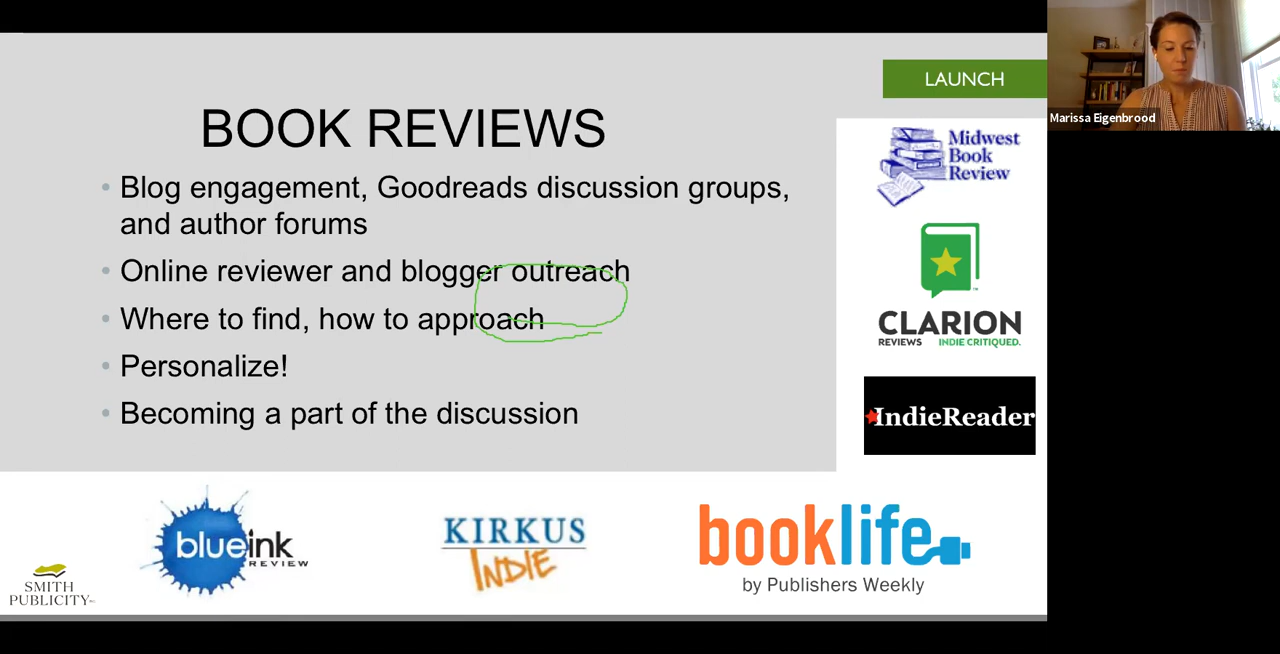 LAUNCH
BOOK REVIEWS
• Blog engagement, Goodreads discussion groups,
and author forums
• Online reviewer and blogger outreach
• Where to find, how to approach
• Personalize!
• Becoming a part of the discussion
Marissa Eigenbrood
Midwest
Book
Review
CLARION
REVIEWS INDIE CRITIQUED.
IndieReader
blueink
REVIEW
KIRKUS
INDIE
booklife
by Publishers Weekly
SMITH
PUBLICITY